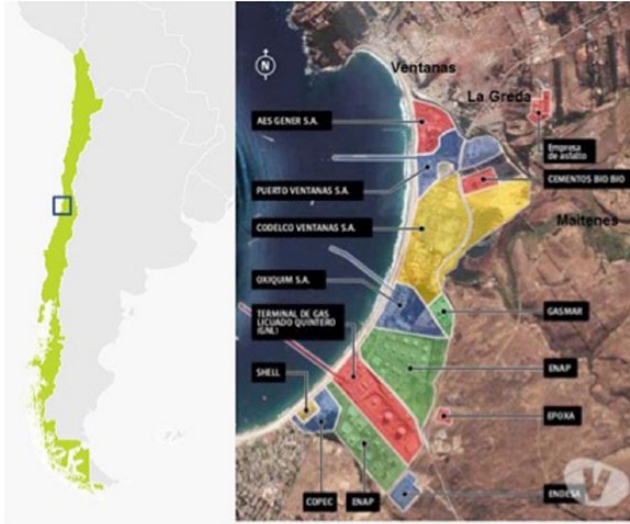 N
Ventanas
La Greda
AES GENER S.A.
Empresa
de asfalto
PUERTO VENTANAS S.A.
CEMENTOS BIO BIO
CODELCO VENTANAS S.A.
Maitenes
OXIQUIM S.A.
TERMINAL DE GAS
LICUADO QUINTERO
(GNL)
GASMAR
SHELL
ENAP
EPOXA
COPEC
ENAP
ENDESA
V